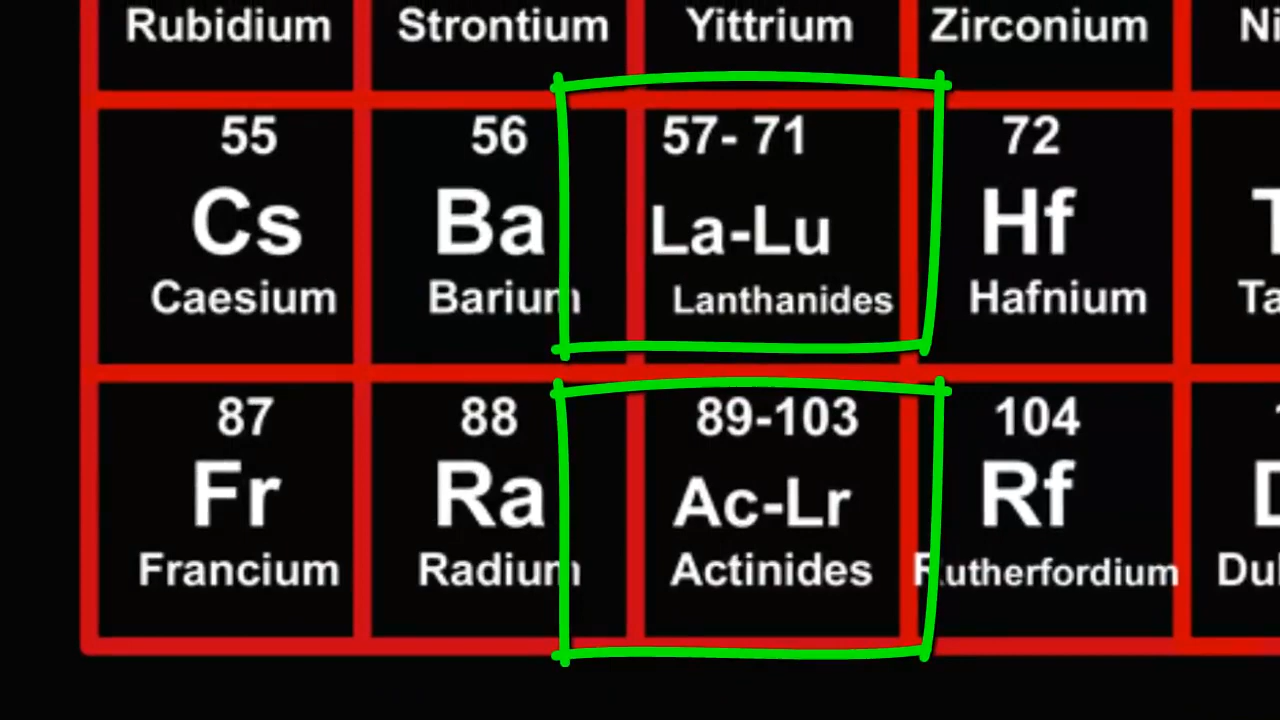 Rubidium Strontium Yittrium Zirconium
55 56 57- 71 72
Cs Ba La-Lu Hf
Caesium Barium Lanthanides Hafnium
87 88 89-103 104
Fr Ra Ac-Lr Rf
Francium Radium Actinides Rutherfordium